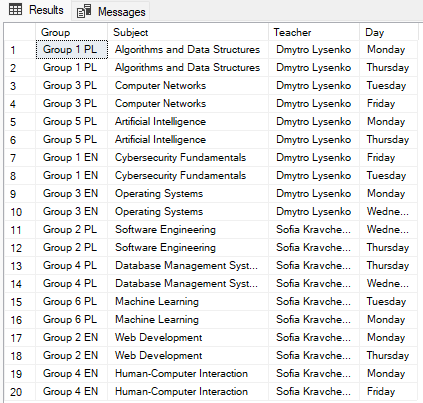 Results Messages
Group Subject Teacher Day
1 Group 1 PL Algorithms and Data Structures Dmytro Lysenko Monday
2 Group 1 PL Algorithms and Data Structures Dmytro Lysenko Thursday
3 Group 3 PL Computer Networks Dmytro Lysenko Tuesday
4 Group 3 PL Computer Networks Dmytro Lysenko Friday
5 Group 5 PL Artificial Intelligence Dmytro Lysenko Monday
6 Group 5 PL Artificial Intelligence Dmytro Lysenko Thursday
7 Group 1 EN Cybersecurity Fundamentals Dmytro Lysenko Friday
8 Group 1 EN Cybersecurity Fundamentals Dmytro Lysenko Tuesday
9 Group 3 EN Operating Systems Dmytro Lysenko Monday
10 Group 3 EN Operating Systems Dmytro Lysenko Wedne...
11 Group 2 PL Software Engineering Sofia Kravche... Wedne...
12 Group 2 PL Software Engineering Sofia Kravche... Thursday
13 Group 4 PL Database Management Syst... Sofia Kravche... Thursday
14 Group 4 PL Database Management Syst... Sofia Kravche... Wedne...
15 Group 6 PL Machine Learning Sofia Kravche... Tuesday
16 Group 6 PL Machine Learning Sofia Kravche... Monday
17 Group 2 EN Web Development Sofia Kravche... Monday
18 Group 2 EN Web Development Sofia Kravche... Thursday
19 Group 4 EN Human-Computer Interaction Sofia Kravche... Monday
20 Group 4 EN Human-Computer Interaction Sofia Kravche... Friday